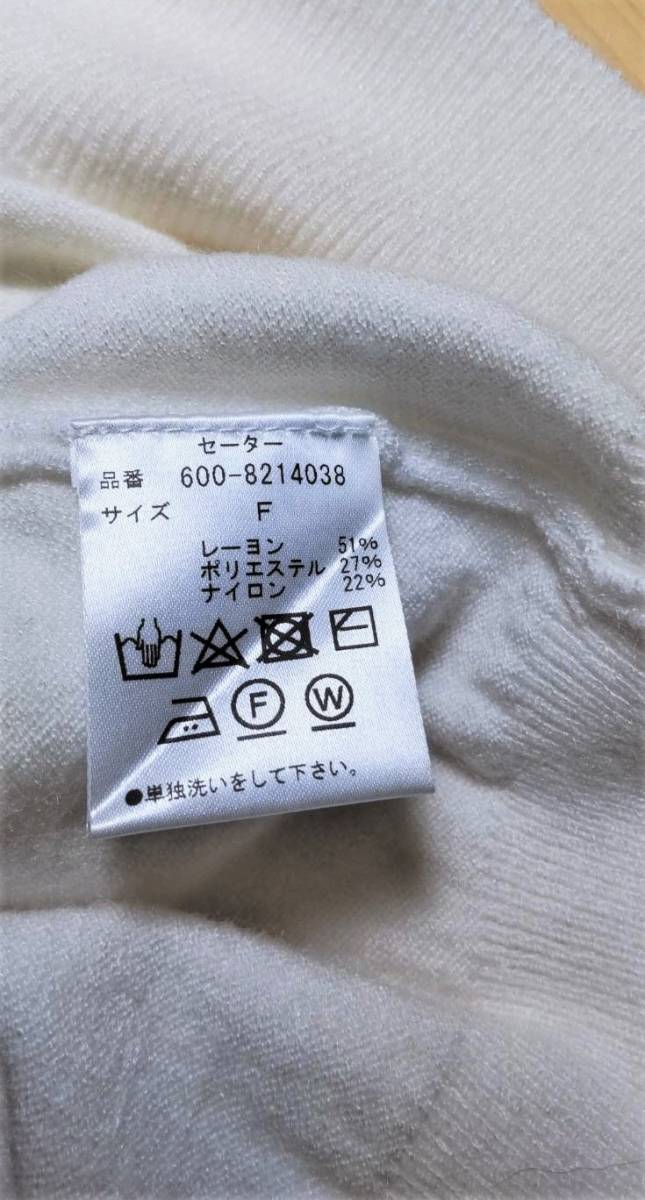 セーター
品番 600-8214038
サイズ F
レーヨン 51%
ポリエステル 27%
ナイロン 22%
F W
●単独洗いをして下さい。